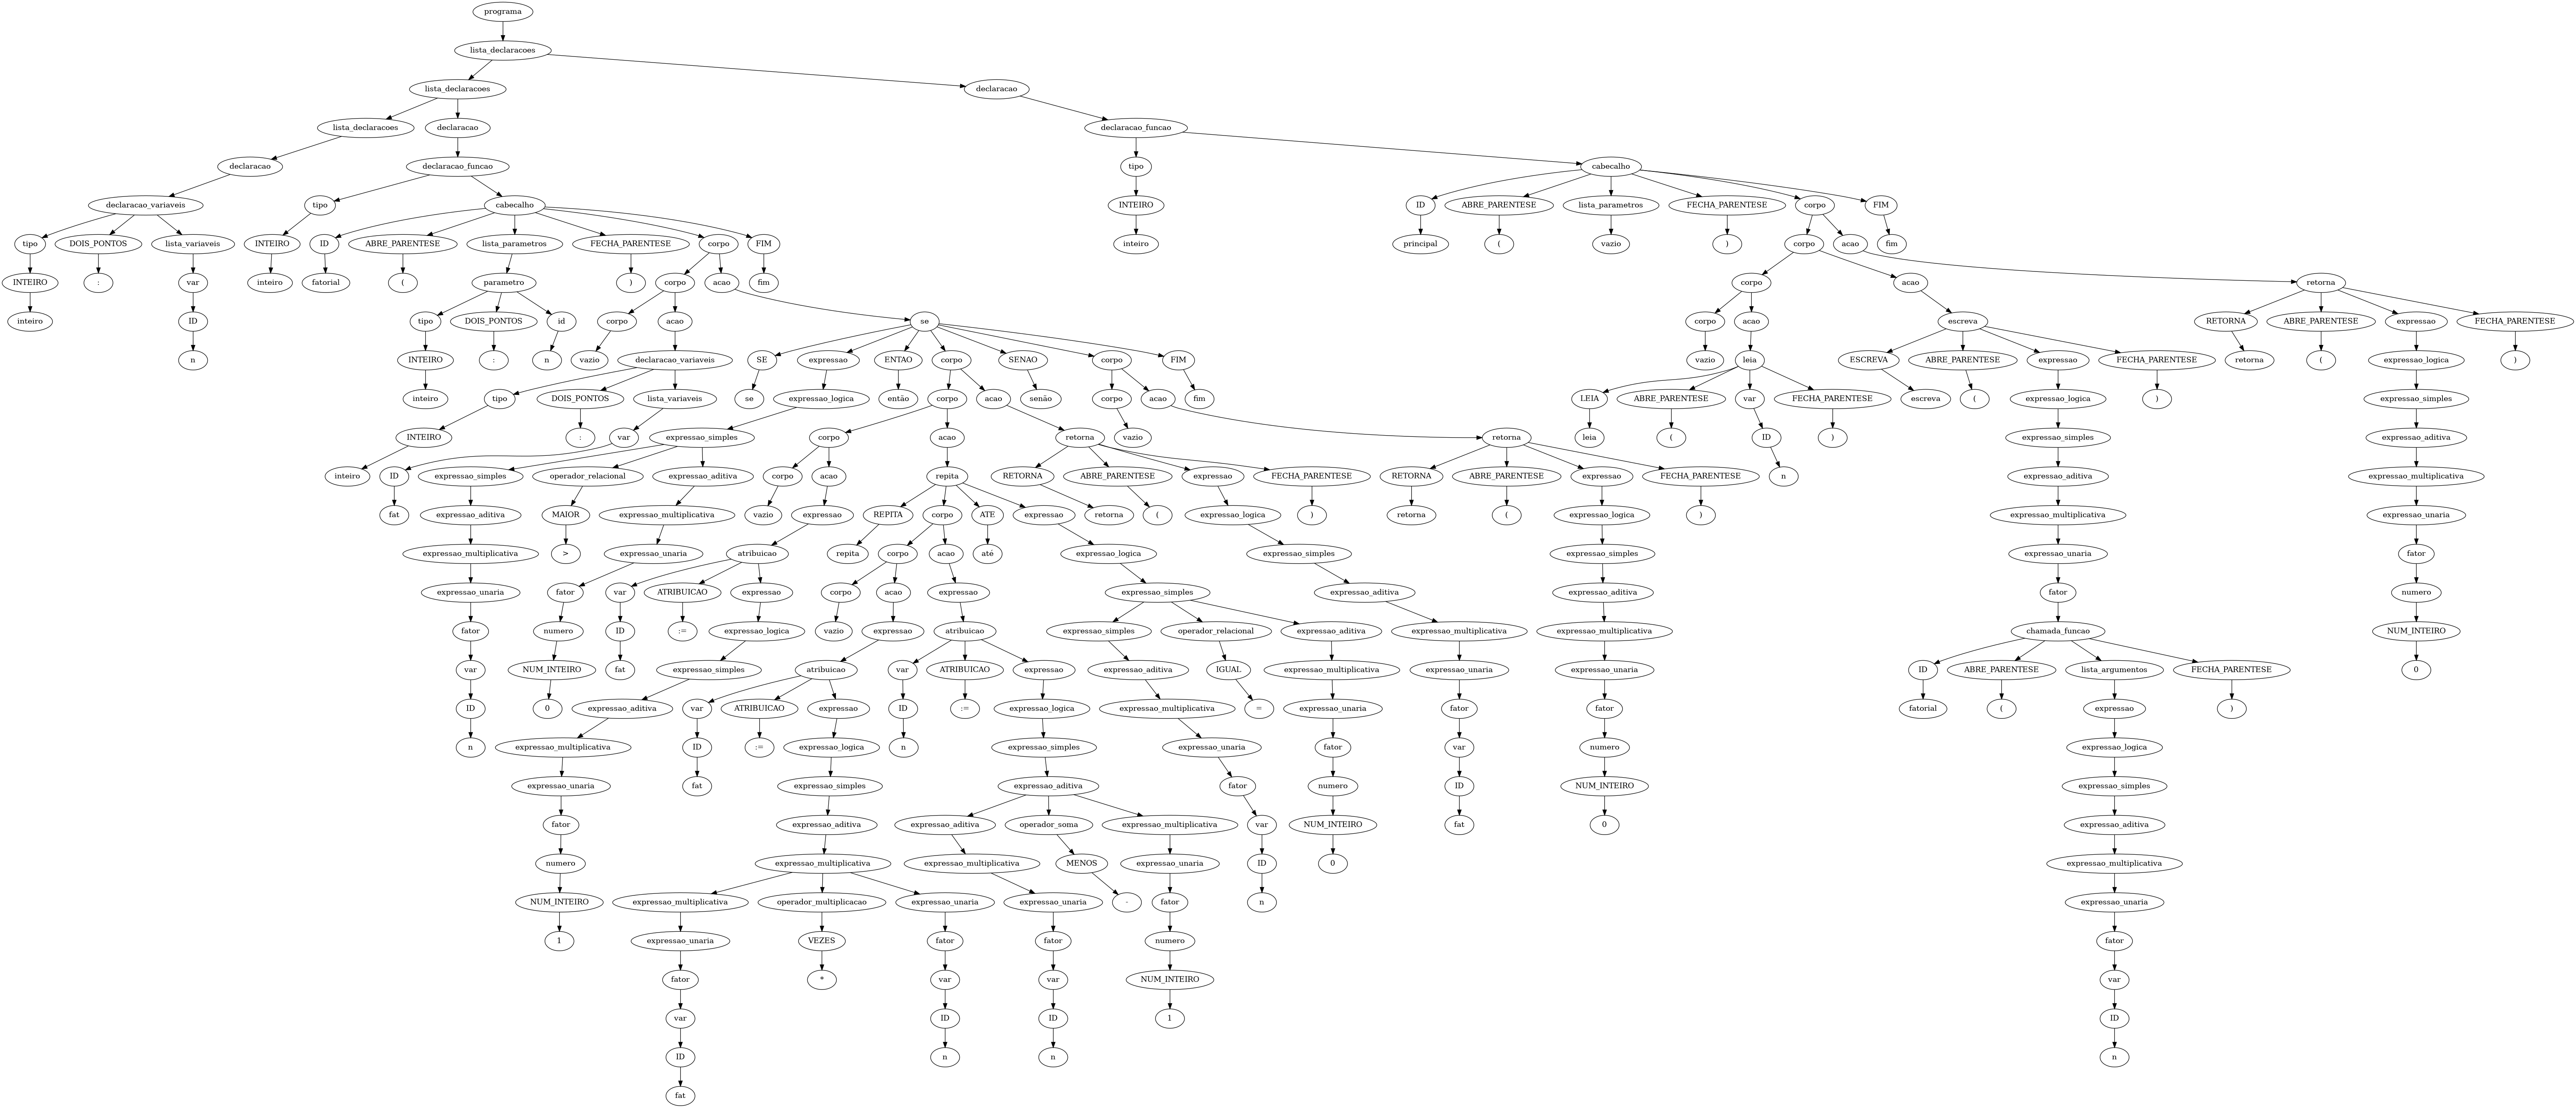 programa
lista_declaracoes
lista_declaracoes declaracao
lista_declaracoes declaracao declaracao_funcao
declaracao declaracao_funcao tipo cabecalho
declaracao_variaveis tipo cabecalho INTEIRO ID ABRE_PARENTESE lista_parametros FECHA_PARENTESE corpo FIM
tipo DOIS_PONTOS lista_variaveis INTEIRO ID ABRE_PARENTESE lista_parametros FECHA_PARENTESE corpo FIM inteiro principal ( vazio ) corpo acao fim
INTEIRO : var inteiro fatorial ( parametro ) corpo acao fim corpo acao retorna
inteiro ID tipo DOIS_PONTOS id corpo acao se corpo acao escreva RETORNA ABRE_PARENTESE expressao FECHA_PARENTESE
n INTEIRO : n vazio declaracao_variaveis SE expressao ENTAO corpo SENAO corpo FIM vazio leia ESCREVA ABRE_PARENTESE expressao FECHA_PARENTESE retorna ( expressao_logica )
inteiro tipo DOIS_PONTOS lista_variaveis se expressao_logica então corpo acao senão corpo acao fim LEIA ABRE_PARENTESE var FECHA_PARENTESE escreva ( expressao_logica ) expressao_simples
INTEIRO : var expressao_simples corpo acao retorna vazio retorna leia ( ID ) expressao_simples expressao_aditiva
inteiro ID expressao_simples operador_relacional expressao_aditiva corpo acao repita RETORNA ABRE_PARENTESE expressao FECHA_PARENTESE RETORNA ABRE_PARENTESE expressao FECHA_PARENTESE n expressao_aditiva expressao_multiplicativa
fat expressao_aditiva MAIOR expressao_multiplicativa vazio expressao REPITA corpo ATE expressao retorna ( expressao_logica ) retorna ( expressao_logica ) expressao_multiplicativa expressao_unaria
expressao_multiplicativa > expressao_unaria atribuicao repita corpo acao até expressao_logica expressao_simples expressao_simples expressao_unaria fator
expressao_unaria fator var ATRIBUICAO expressao corpo acao expressao expressao_simples expressao_aditiva expressao_aditiva fator numero
fator numero ID := expressao_logica vazio expressao atribuicao expressao_simples operador_relacional expressao_aditiva expressao_multiplicativa expressao_multiplicativa chamada_funcao NUM_INTEIRO
var NUM_INTEIRO fat expressao_simples atribuicao var ATRIBUICAO expressao expressao_aditiva IGUAL expressao_multiplicativa expressao_unaria expressao_unaria ID ABRE_PARENTESE lista_argumentos FECHA_PARENTESE 0
ID 0 expressao_aditiva var ATRIBUICAO expressao ID := expressao_logica expressao_multiplicativa = expressao_unaria fator fator fatorial ( expressao )
n expressao_multiplicativa ID := expressao_logica n expressao_simples expressao_unaria fator var numero expressao_logica
expressao_unaria fat expressao_simples expressao_aditiva fator numero ID NUM_INTEIRO expressao_simples
fator expressao_aditiva expressao_aditiva operador_soma expressao_multiplicativa var NUM_INTEIRO fat 0 expressao_aditiva
numero expressao_multiplicativa expressao_multiplicativa MENOS expressao_unaria ID 0 expressao_multiplicativa
NUM_INTEIRO expressao_multiplicativa operador_multiplicacao expressao_unaria expressao_unaria - fator n expressao_unaria
1 expressao_unaria VEZES fator fator numero fator
fator * var var NUM_INTEIRO var
var ID ID 1 ID
ID n n n
fat